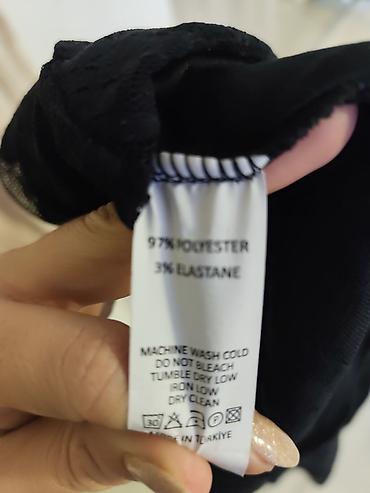 97% POLYESTER
3% ELASTANE
MACHINE WASH COLD
DO NOT BLEACH
TUMBLE DRY LOW
IRON LOW
DRY CLEAN
30 P
MADE IN TÜRKİYE